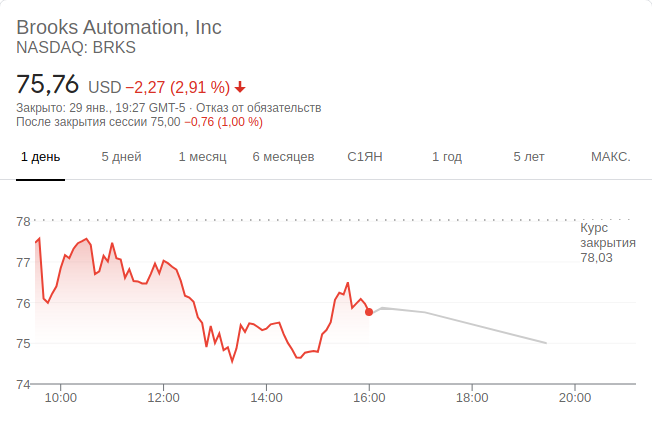 Brooks Automation, Inc
NASDAQ: BRKS
75,76 USD −2,27 (2,91 %)
Закрыто: 29 янв., 19:27 GMT-5 · Отказ от обязательств
После закрытия сессии 75,00 −0,76 (1,00 %)
1 день 5 дней 1 месяц 6 месяцев С1ЯН 1 год 5 лет МАКС.
78
Курс
закрытия
78,03
77
76
75
74
10:00 12:00 14:00 16:00 18:00 20:00